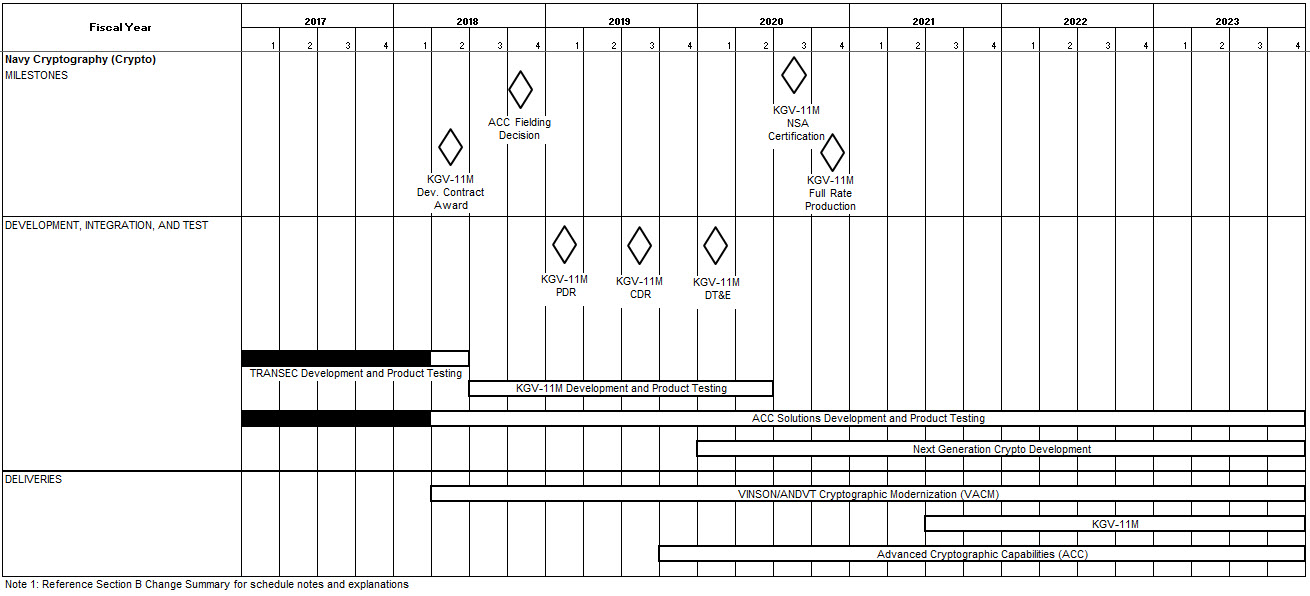 Fiscal Year
2017 2018 2019 2020 2021 2022 2023
1 2 3 4 1 2 3 4 1 2 3 4 1 2 3 4 1 2 3 4 1 2 3 4 1 2 3 4
Navy Cryptography (Crypto)
MILESTONES
KGV-11M
Dev. Contract
Award
ACC Fielding
Decision
KGV-11M
NSA
Certification
KGV-11M
Full Rate
Production
DEVELOPMENT, INTEGRATION, AND TEST
KGV-11M
PDR
KGV-11M
CDR
KGV-11M
DT&E
TRANSEC Development and Product Testing
KGV-11M Development and Product Testing
ACC Solutions Development and Product Testing
Next Generation Crypto Development
DELIVERIES
VINSON/ANDVT Cryptographic Modernization (VACM)
KGV-11M
Advanced Cryptographic Capabilities (ACC)
Note 1: Reference Section B Change Summary for schedule notes and explanations